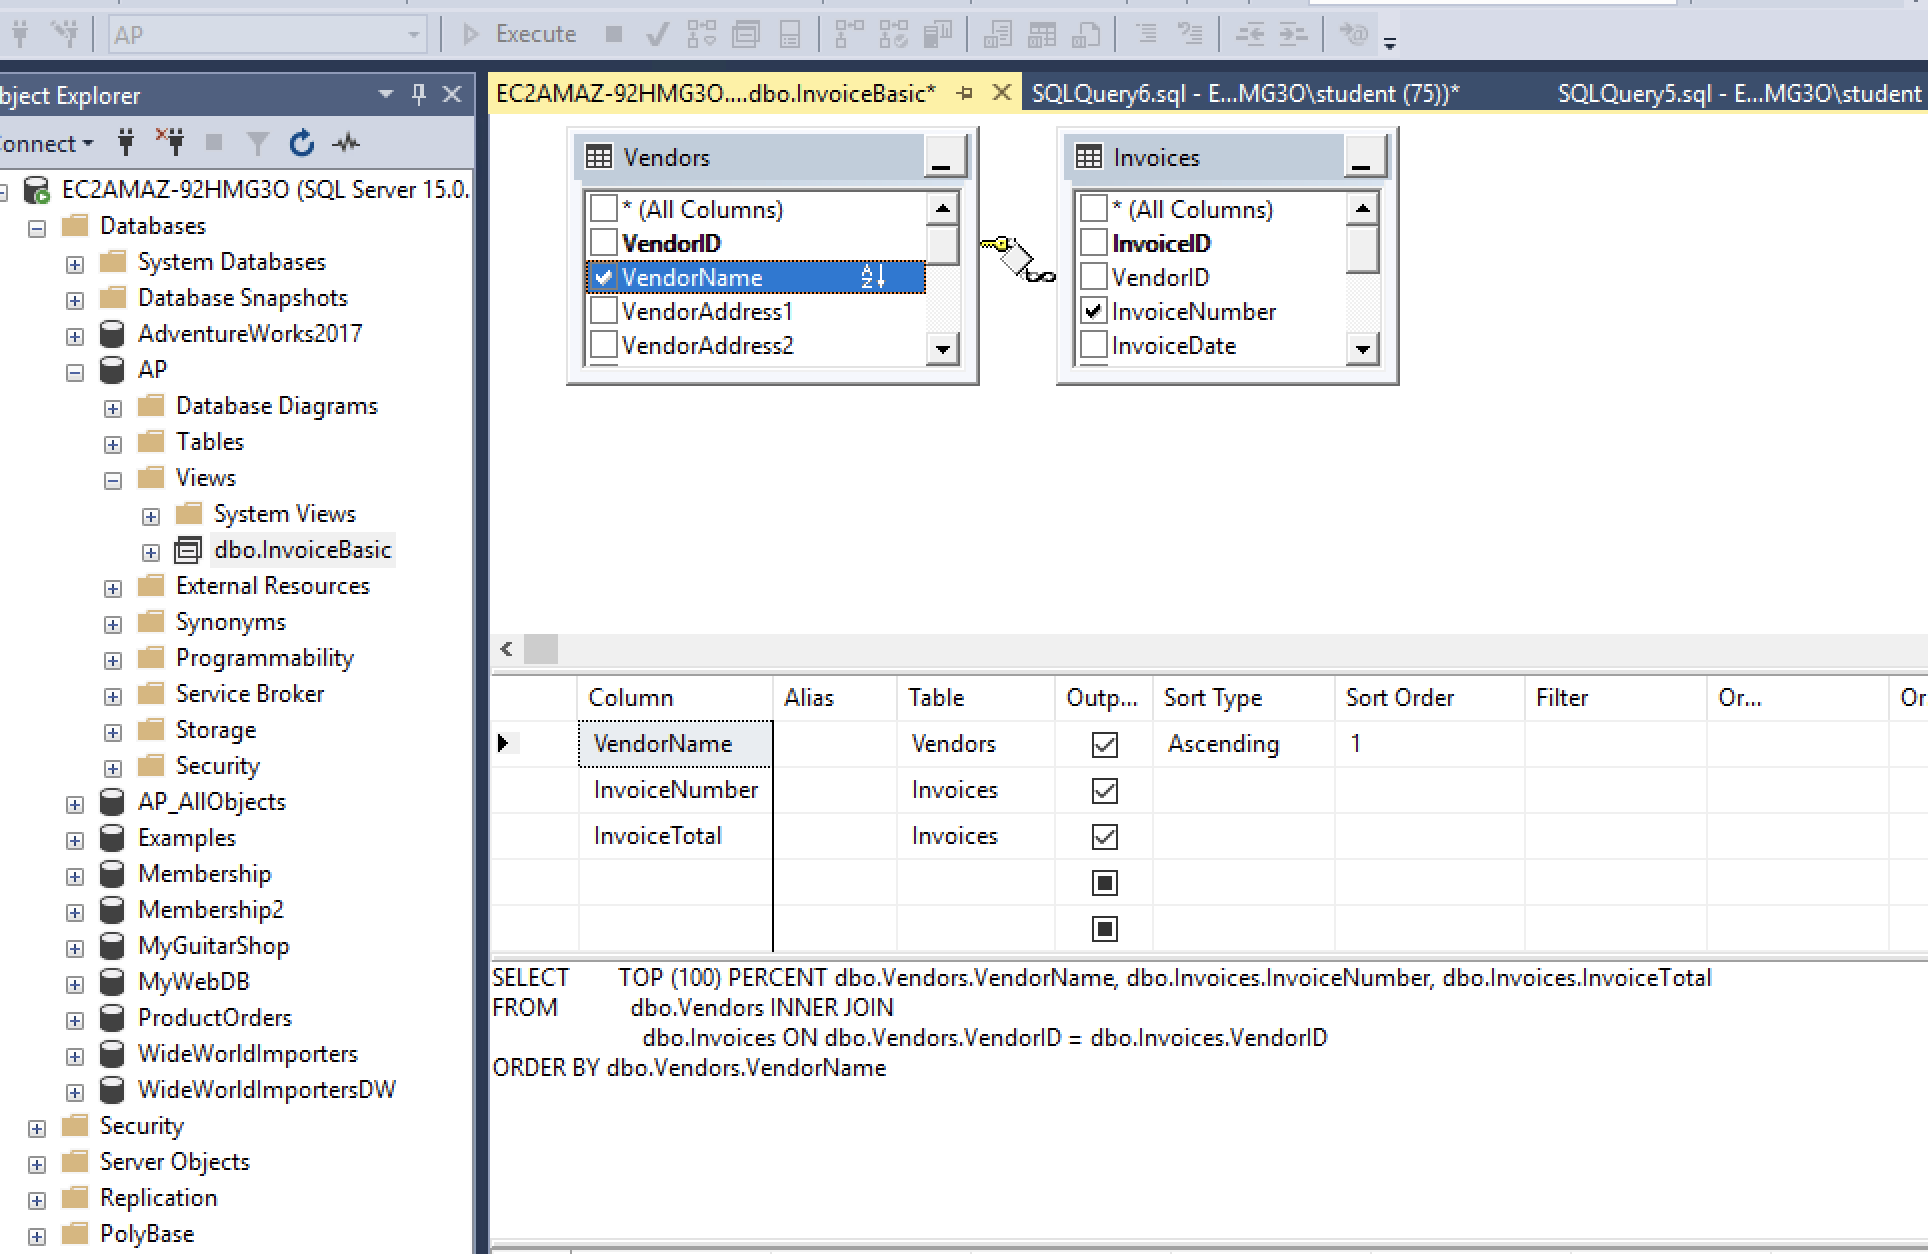 AP
Execute
bject Explorer
onnect
EC2AMAZ-92HMG3O (SQL Server 15.0.
Databases
System Databases
Database Snapshots
AdventureWorks2017
AP
Database Diagrams
Tables
Views
System Views
dbo.InvoiceBasic
External Resources
Synonyms
Programmability
Service Broker
Storage
Security
AP_AllObjects
Examples
Membership
Membership2
MyGuitarShop
MyWebDB
ProductOrders
WideWorldImporters
WideWorldImportersDW
Security
Server Objects
Replication
PolyBase
EC2AMAZ-92HMG3O....dbo.InvoiceBasic* SQLQuery6.sql - E...MG3O\student (75))* SQLQuery5.sql - E...MG3O\student
Vendors
* (All Columns)
VendorID
VendorName
VendorAddress1
VendorAddress2
Invoices
* (All Columns)
InvoiceID
VendorID
InvoiceNumber
InvoiceDate
Column Alias Table Outp... Sort Type Sort Order Filter Or... Or
VendorName Vendors Ascending 1
InvoiceNumber Invoices
InvoiceTotal Invoices
SELECT TOP (100) PERCENT dbo.Vendors.VendorName, dbo.Invoices.InvoiceNumber, dbo.Invoices.InvoiceTotal
FROM dbo.Vendors INNER JOIN
dbo.Invoices ON dbo.Vendors.VendorID = dbo.Invoices.VendorID
ORDER BY dbo.Vendors.VendorName